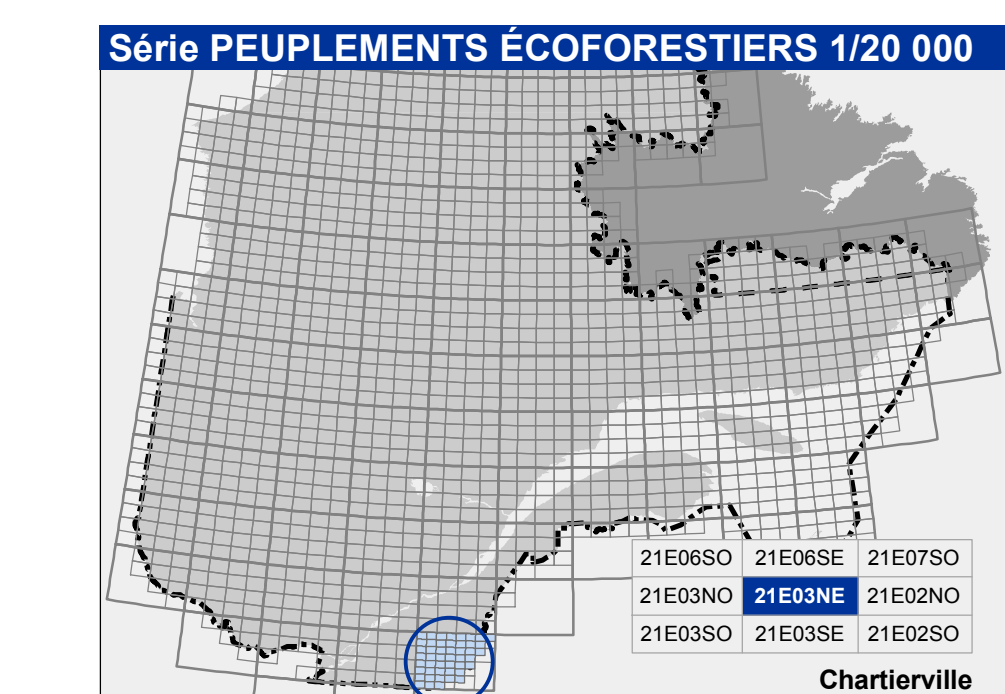 Série PEUPLEMENTS ÉCOFORESTIERS 1/20 000
21E06SO 21E06SE 21E07SO
21E03NO 21E03NE 21E02NO
21E03SO 21E03SE 21E02SO
Chartierville